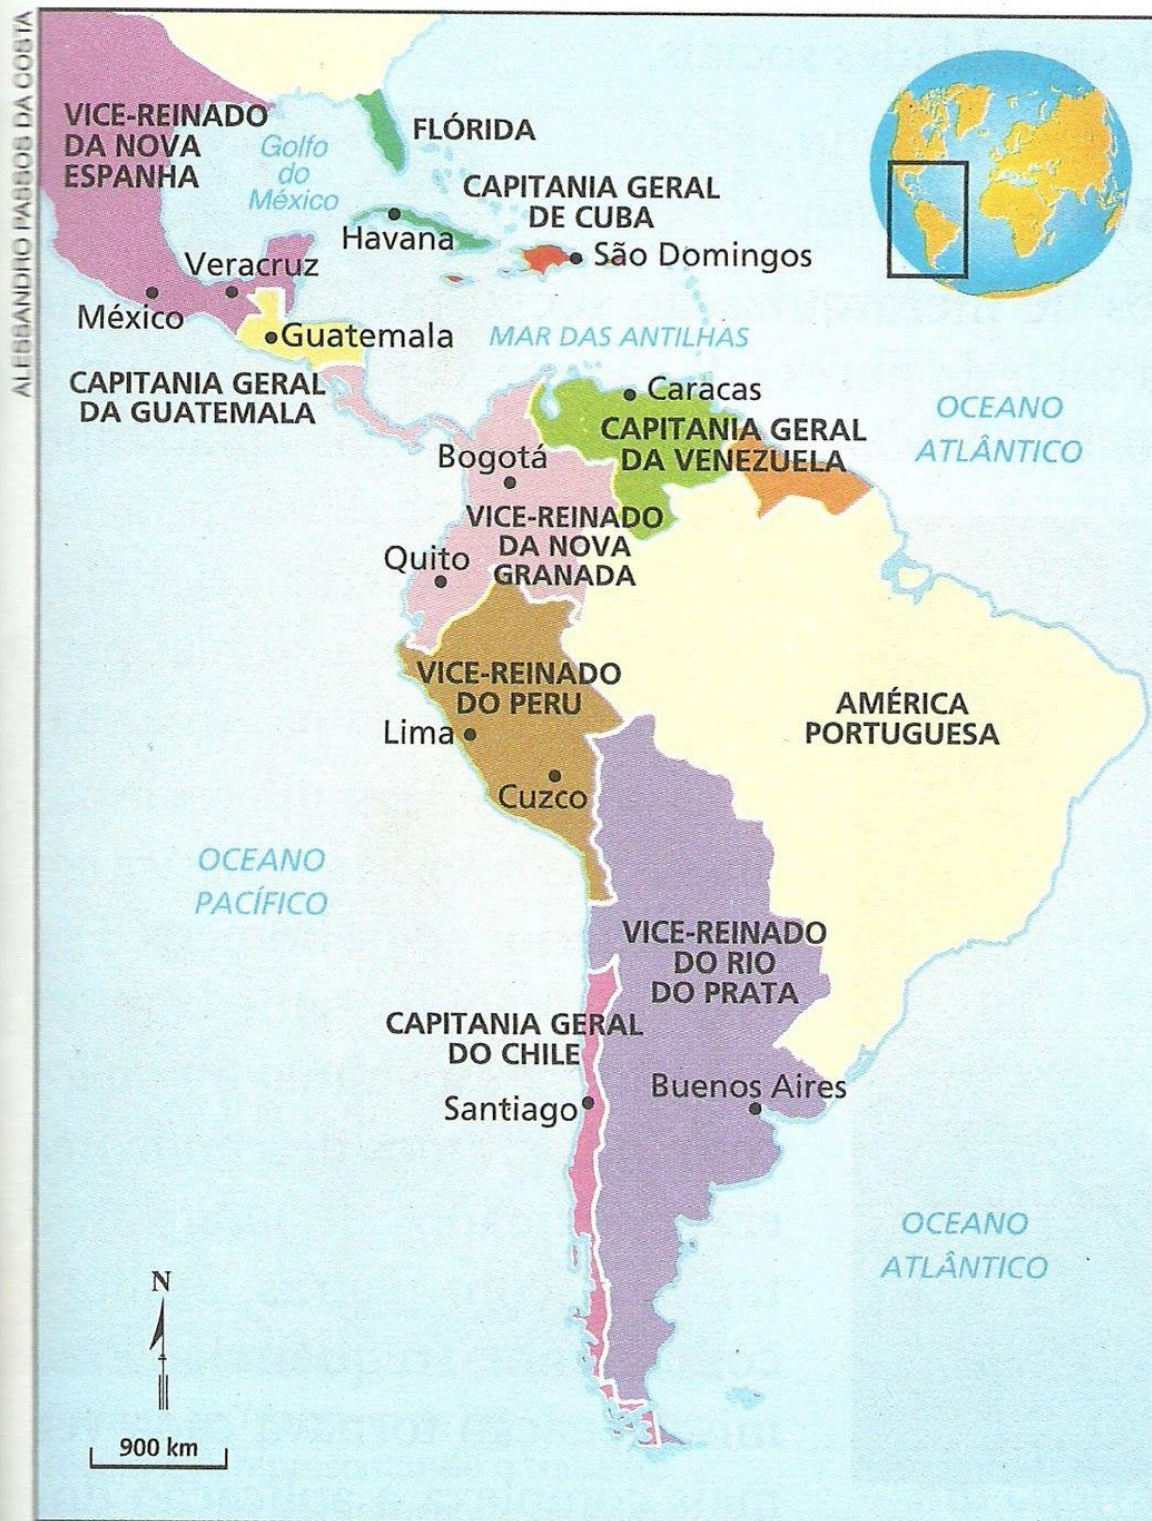 ALESSANDRO PASSOS DA COSTA
VICE-REINADO
DA NOVA
ESPANHA
Golfo
do
México
FLÓRIDA
CAPITANIA GERAL
DE CUBA
Havana
São Domingos
Veracruz
México
Guatemala
MAR DAS ANTILHAS
CAPITANIA GERAL
DA GUATEMALA
Caracas
OCEANO
ATLÂNTICO
CAPITANIA GERAL
DA VENEZUELA
Bogotá
VICE-REINADO
DA NOVA
GRANADA
Quito
VICE-REINADO
DO PERU
Lima
Cuzco
AMÉRICA
PORTUGUESA
OCEANO
PACÍFICO
VICE-REINADO
DO RIO
DO PRATA
CAPITANIA GERAL
DO CHILE
Santiago
Buenos Aires
OCEANO
ATLÂNTICO
N
900 km